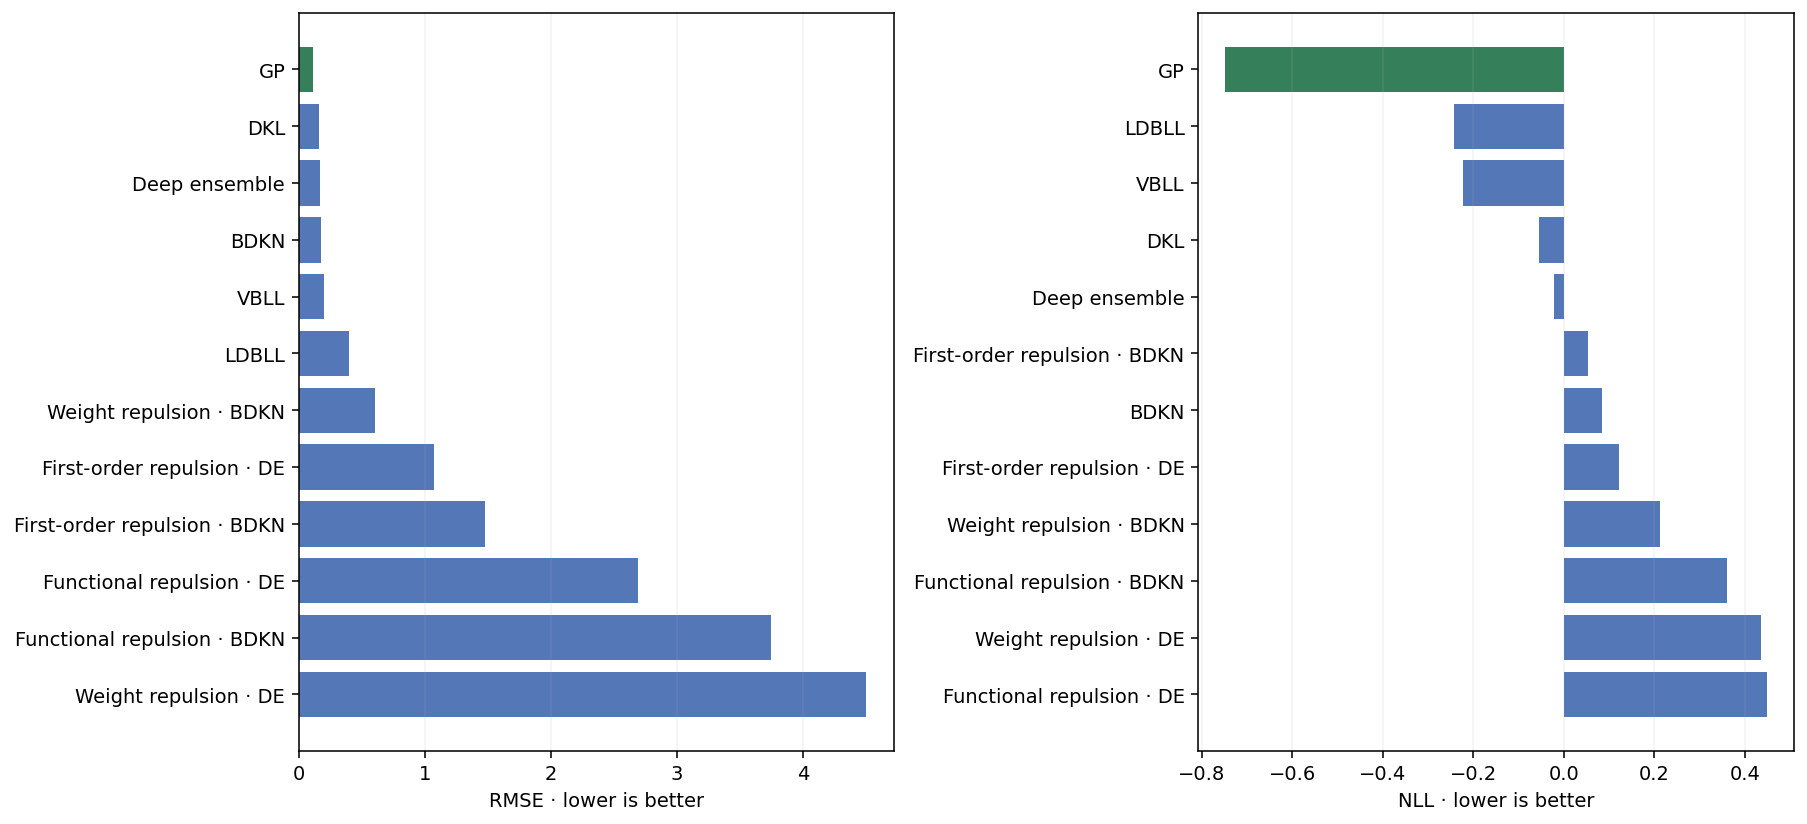 GP
DKL
Deep ensemble
BDKN
VBLL
LDBLL
Weight repulsion · BDKN
First-order repulsion · DE
First-order repulsion · BDKN
Functional repulsion · DE
Functional repulsion · BDKN
Weight repulsion · DE
0 1 2 3 4
RMSE · lower is better
GP
LDBLL
VBLL
DKL
Deep ensemble
First-order repulsion · BDKN
BDKN
First-order repulsion · DE
Weight repulsion · BDKN
Functional repulsion · BDKN
Weight repulsion · DE
Functional repulsion · DE
−0.8 −0.6 −0.4 −0.2 0.0 0.2 0.4
NLL · lower is better